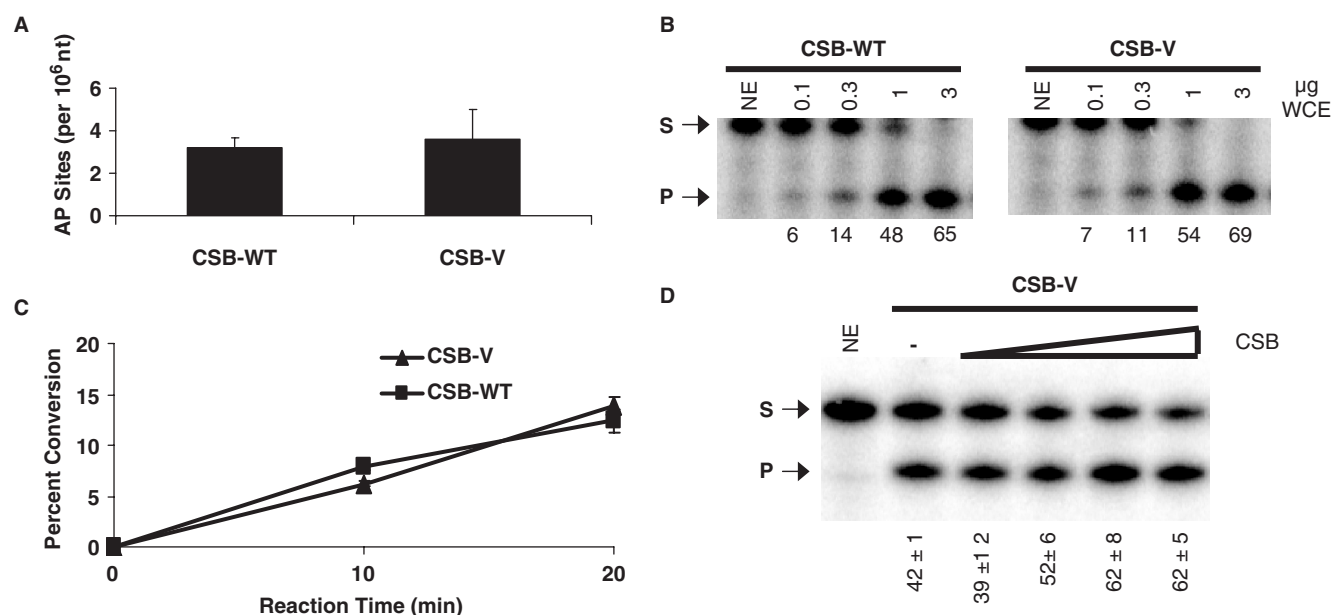 A
AP Sites (per 10⁶ nt)
6
4
2
0
CSB-WT
CSB-V
B
CSB-WT
CSB-V
NE
0.1
0.3
1
3
NE
0.1
0.3
1
3
µg
WCE
S
P
6
14
48
65
7
11
54
69
C
Percent Conversion
20
15
10
5
0
CSB-V
CSB-WT
0
10
20
Reaction Time (min)
D
CSB-V
NE
-
CSB
S
P
42 ± 1
39 ±1 2
52± 6
62 ± 8
62 ± 5